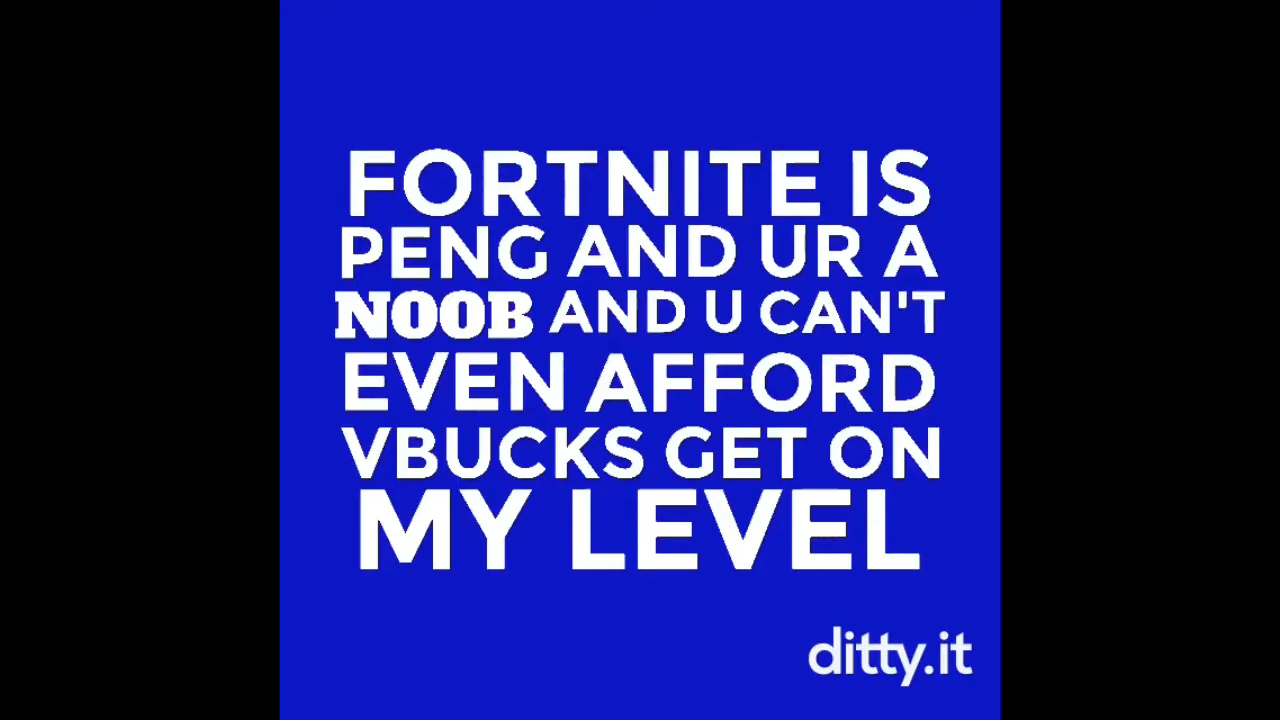 FORTNITE IS
PENG AND UR A
NOOB AND U CAN'T
EVEN AFFORD
VBUCKS GET ON
MY LEVEL
ditty.it